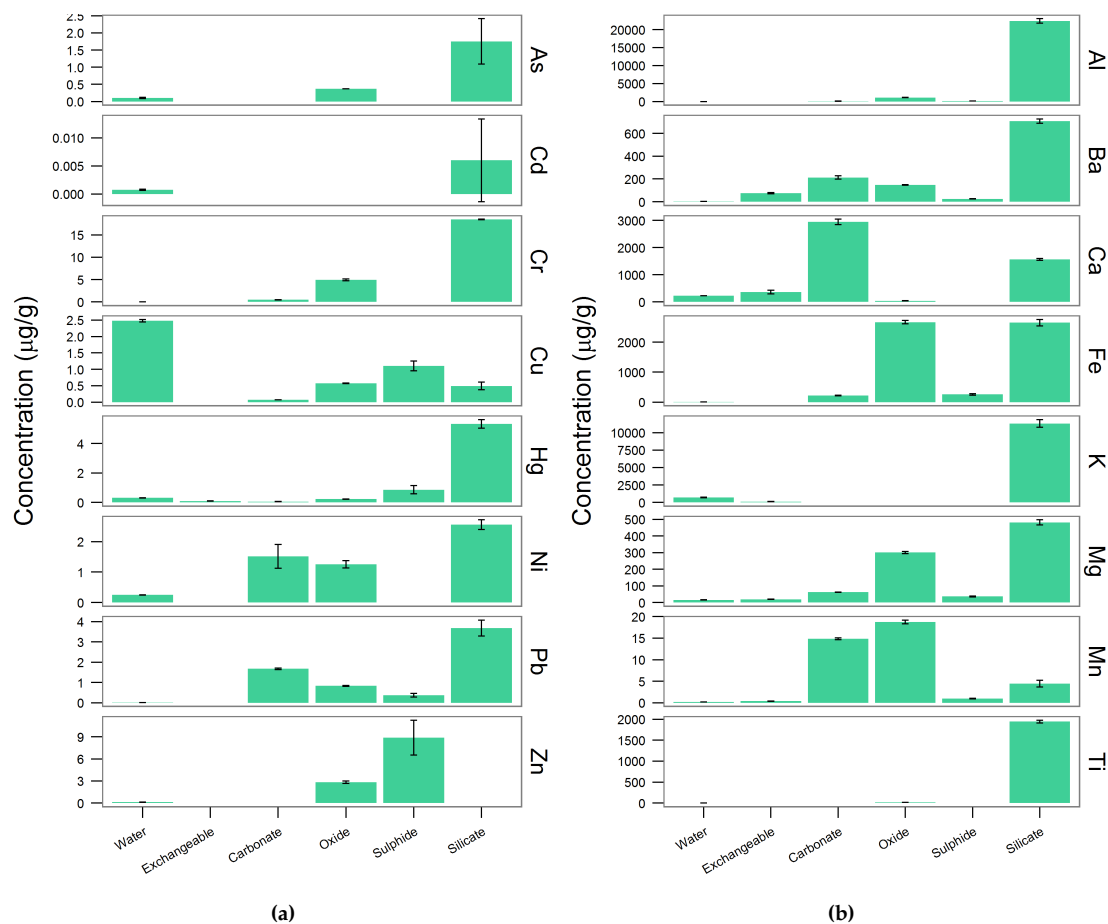 Concentration (µg/g)
2.5
2.0
1.5
1.0
0.5
0.0
As
0.010
0.005
0.000
Cd
15
10
5
0
Cr
2.5
2.0
1.5
1.0
0.5
0.0
Cu
4
2
0
Hg
2
1
0
Ni
4
3
2
1
0
Pb
9
6
3
0
Zn
Water
Exchangeable
Carbonate
Oxide
Sulphide
Silicate
(a)
Concentration (µg/g)
20000
15000
10000
5000
0
Al
600
400
200
0
Ba
3000
2000
1000
0
Ca
2000
1000
0
Fe
10000
7500
5000
2500
0
K
500
400
300
200
100
0
Mg
20
15
10
5
0
Mn
2000
1500
1000
500
0
Ti
Water
Exchangeable
Carbonate
Oxide
Sulphide
Silicate
(b)